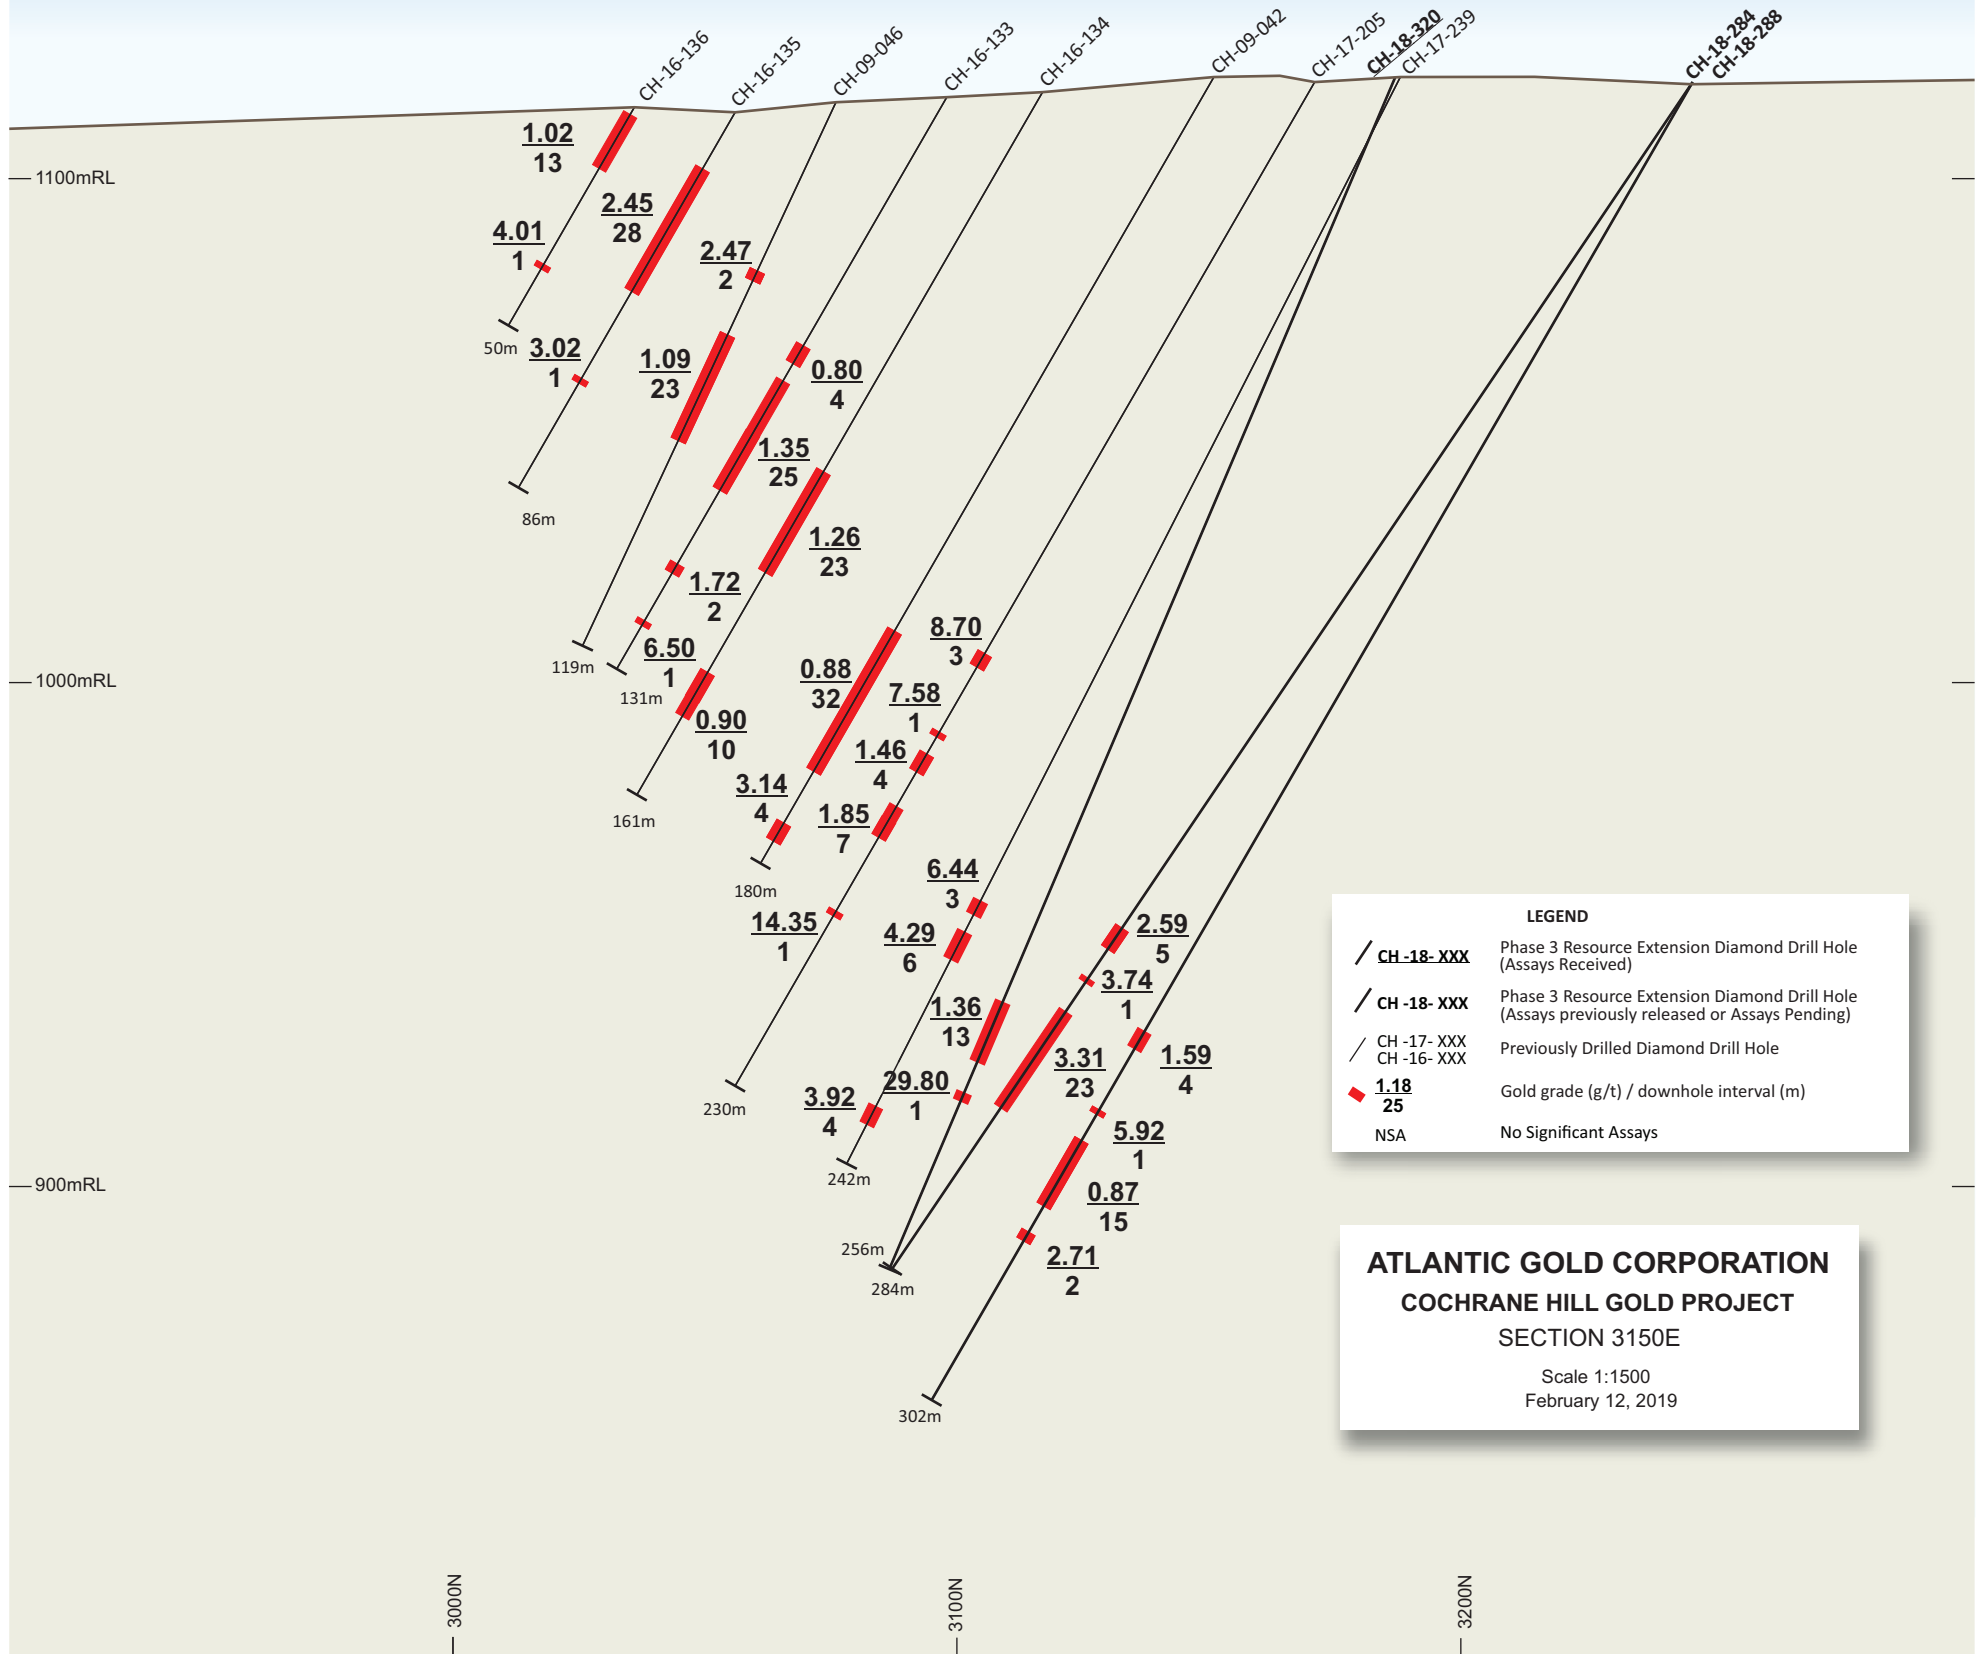 CH-16-136
CH-16-135
CH-09-046
CH-16-133
CH-16-134
CH-09-042
CH-17-205
CH-18-320
CH-17-239
CH-18-284
CH-18-288
1.02
13
1100mRL
2.45
28
4.01
1
2.47
2
50m
3.02
1
1.09
23
0.80
4
1.35
25
86m
1.26
23
1.72
2
119m
6.50
1
131m
1000mRL
0.90
10
161m
0.88
32
8.70
3
7.58
1
1.46
4
3.14
4
1.85
7
180m
14.35
1
6.44
3
4.29
6
2.59
5
3.74
1
1.36
13
3.31
23
1.59
4
29.80
1
3.92
4
230m
5.92
1
242m
900mRL
0.87
15
256m
2.71
2
284m
302m
LEGEND
CH -18- XXX
Phase 3 Resource Extension Diamond Drill Hole
(Assays Received)
CH -18- XXX
Phase 3 Resource Extension Diamond Drill Hole
(Assays previously released or Assays Pending)
CH -17- XXX
CH -16- XXX
Previously Drilled Diamond Drill Hole
1.18
25
Gold grade (g/t) / downhole interval (m)
NSA
No Significant Assays
ATLANTIC GOLD CORPORATION
COCHRANE HILL GOLD PROJECT
SECTION 3150E
Scale 1:1500
February 12, 2019
3000N
3100N
3200N